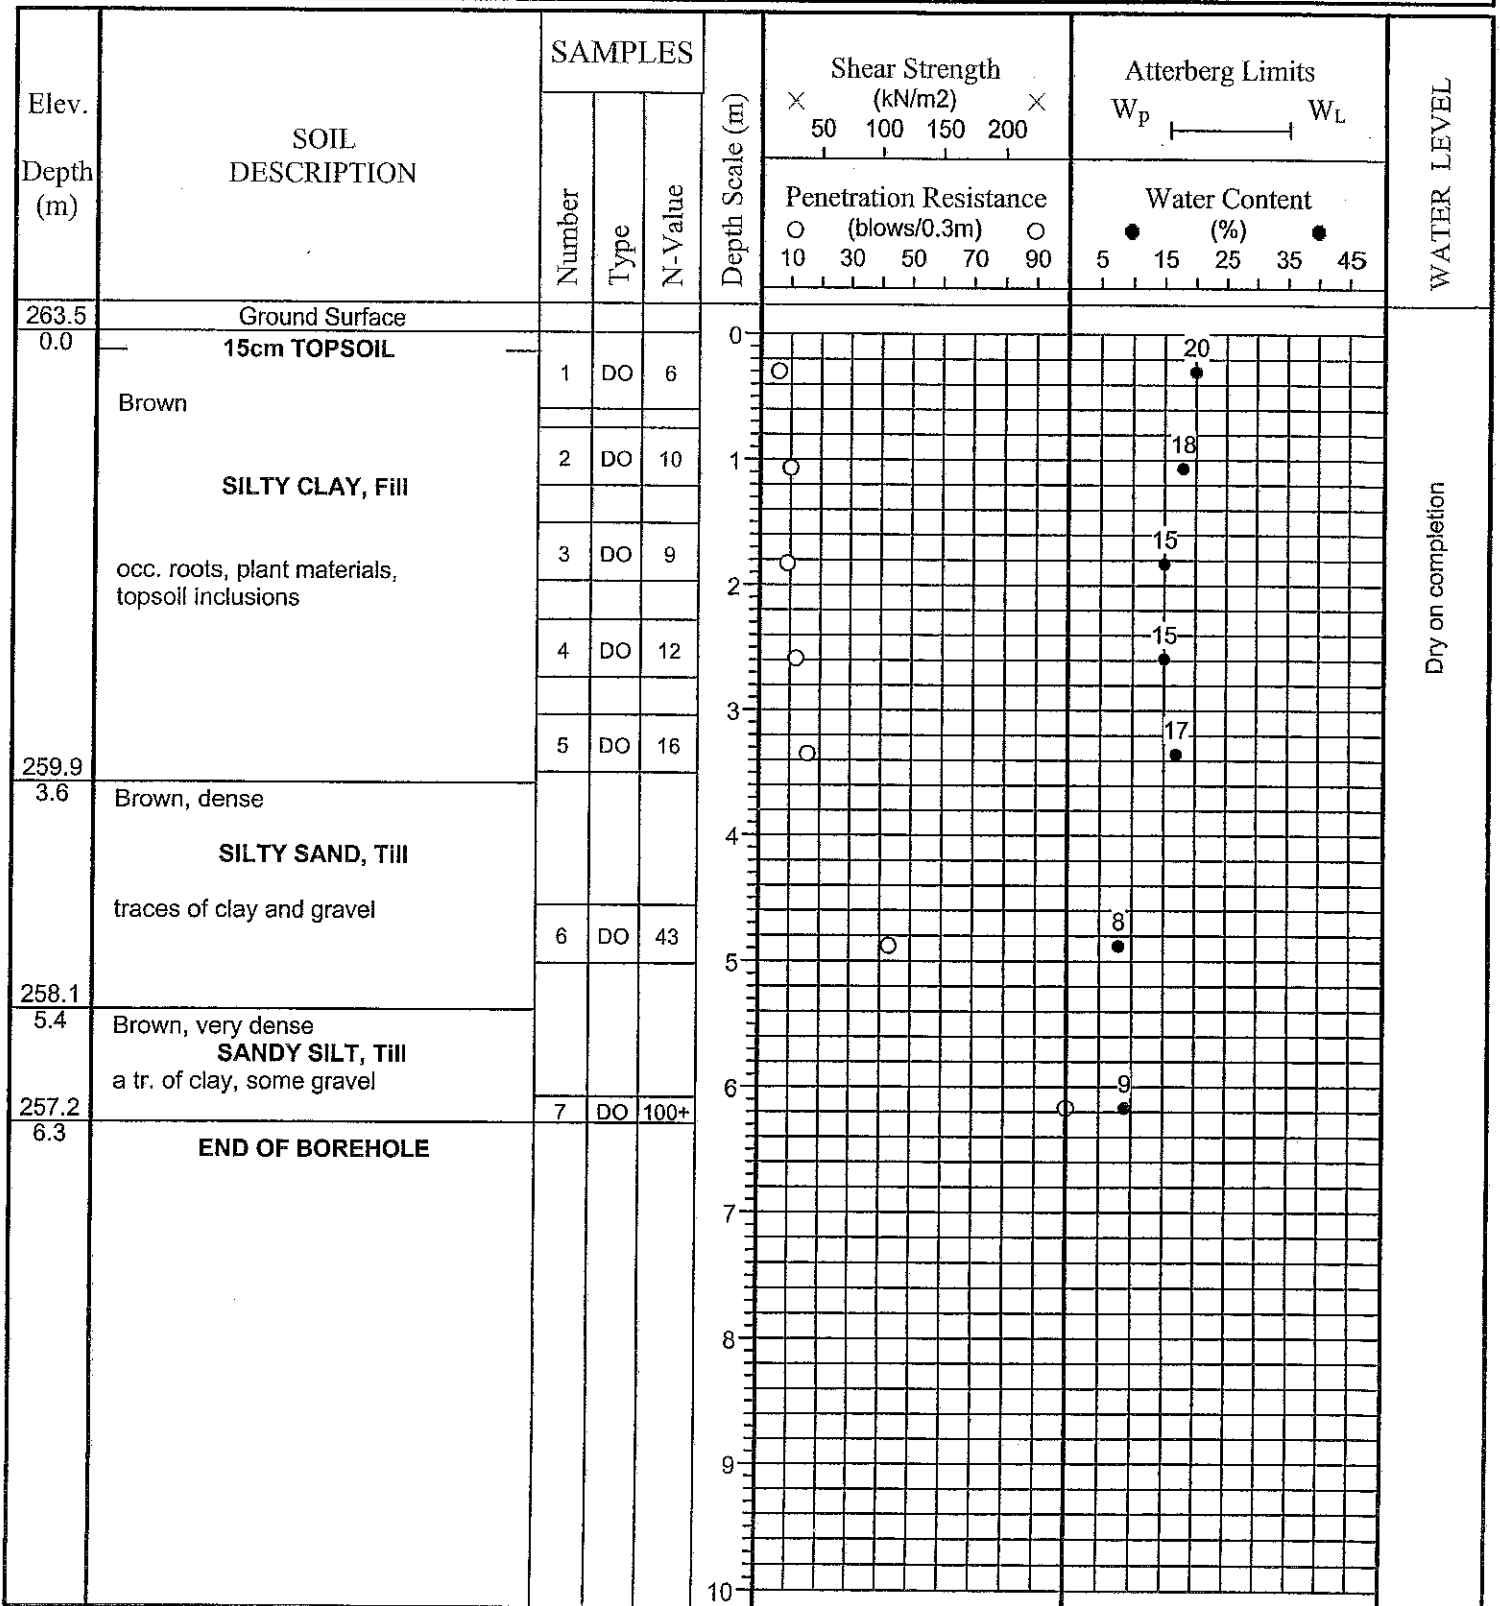 Elev.
Depth
(m)
SOIL
DESCRIPTION
SAMPLES
Number
Type
N-Value
Depth Scale (m)
Shear Strength
× (kN/m2) ×
50 100 150 200
Penetration Resistance
O (blows/0.3m) O
10 30 50 70 90
Atterberg Limits
Wp WL
Water Content
● (%) ●
5 15 25 35 45
WATER LEVEL
263.5 Ground Surface
0.0 15cm TOPSOIL
0
20
1 DO 6
Brown
18
2 DO 10
1
SILTY CLAY, Fill
15
3 DO 9
occ. roots, plant materials,
topsoil inclusions
2
15
4 DO 12
Dry on completion
3
17
5 DO 16
259.9
3.6 Brown, dense
4
SILTY SAND, Till
traces of clay and gravel
8
6 DO 43
5
258.1
5.4 Brown, very dense
SANDY SILT, Till
a tr. of clay, some gravel
6
9
257.2 7 DO 100+
6.3
END OF BOREHOLE
7
8
9
10